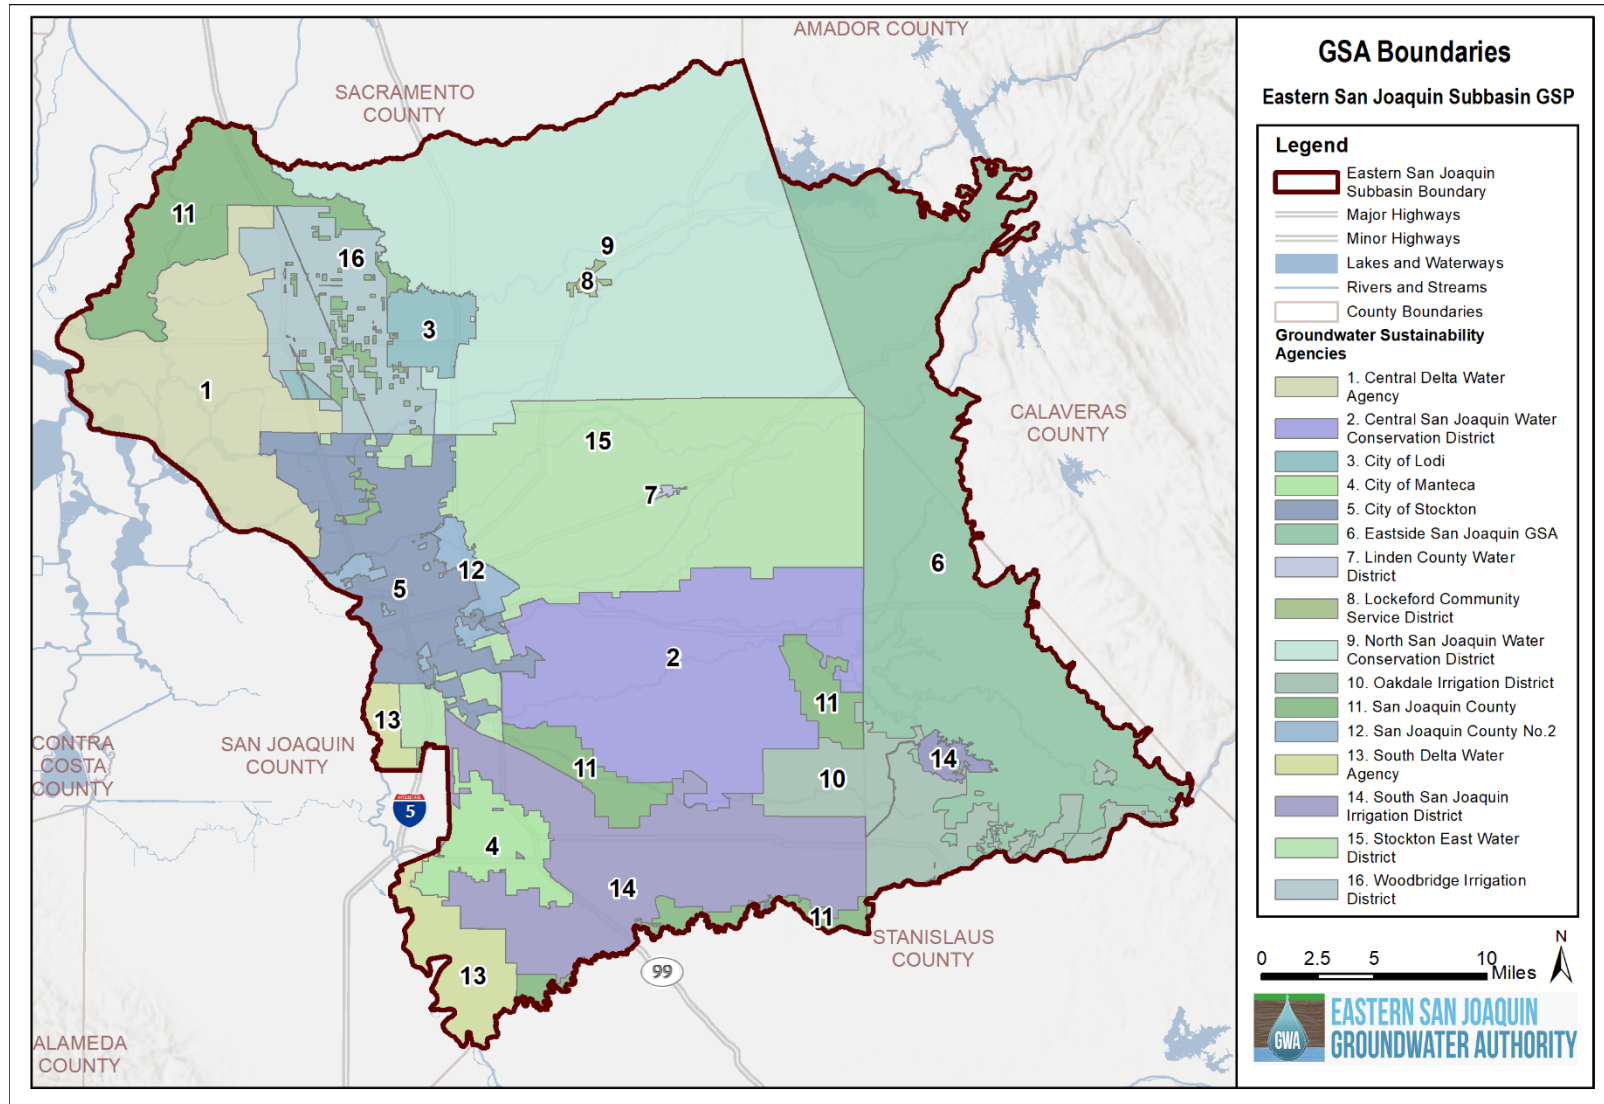 AMADOR COUNTY
SACRAMENTO
COUNTY
11
16
9
8
3
1
15
CALAVERAS
COUNTY
7
12
5
6
2
11
13
CONTRA
COSTA
COUNTY
SAN JOAQUIN
COUNTY
11
10
14
5
4
14
11
STANISLAUS
COUNTY
99
13
ALAMEDA
COUNTY
GSA Boundaries
Eastern San Joaquin Subbasin GSP
Legend
Eastern San Joaquin
Subbasin Boundary
Major Highways
Minor Highways
Lakes and Waterways
Rivers and Streams
County Boundaries
Groundwater Sustainability
Agencies
1. Central Delta Water
Agency
2. Central San Joaquin Water
Conservation District
3. City of Lodi
4. City of Manteca
5. City of Stockton
6. Eastside San Joaquin GSA
7. Linden County Water
District
8. Lockeford Community
Service District
9. North San Joaquin Water
Conservation District
10. Oakdale Irrigation District
11. San Joaquin County
12. San Joaquin County No.2
13. South Delta Water
Agency
14. South San Joaquin
Irrigation District
15. Stockton East Water
District
16. Woodbridge Irrigation
District
N
0 2.5 5 10
Miles
GWA
EASTERN SAN JOAQUIN
GROUNDWATER AUTHORITY